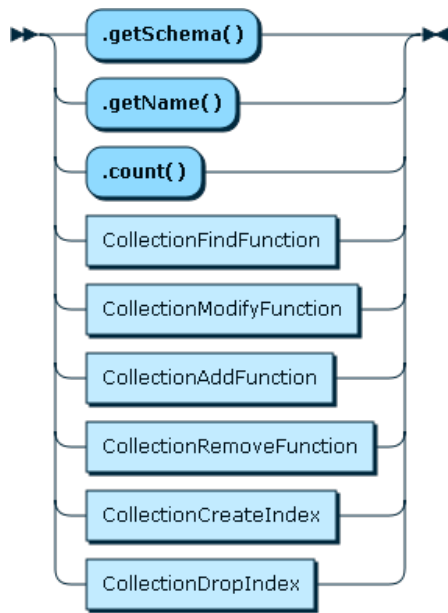 .getSchema()
.getName()
.count()
CollectionFindFunction
CollectionModifyFunction
CollectionAddFunction
CollectionRemoveFunction
CollectionCreateIndex
CollectionDropIndex